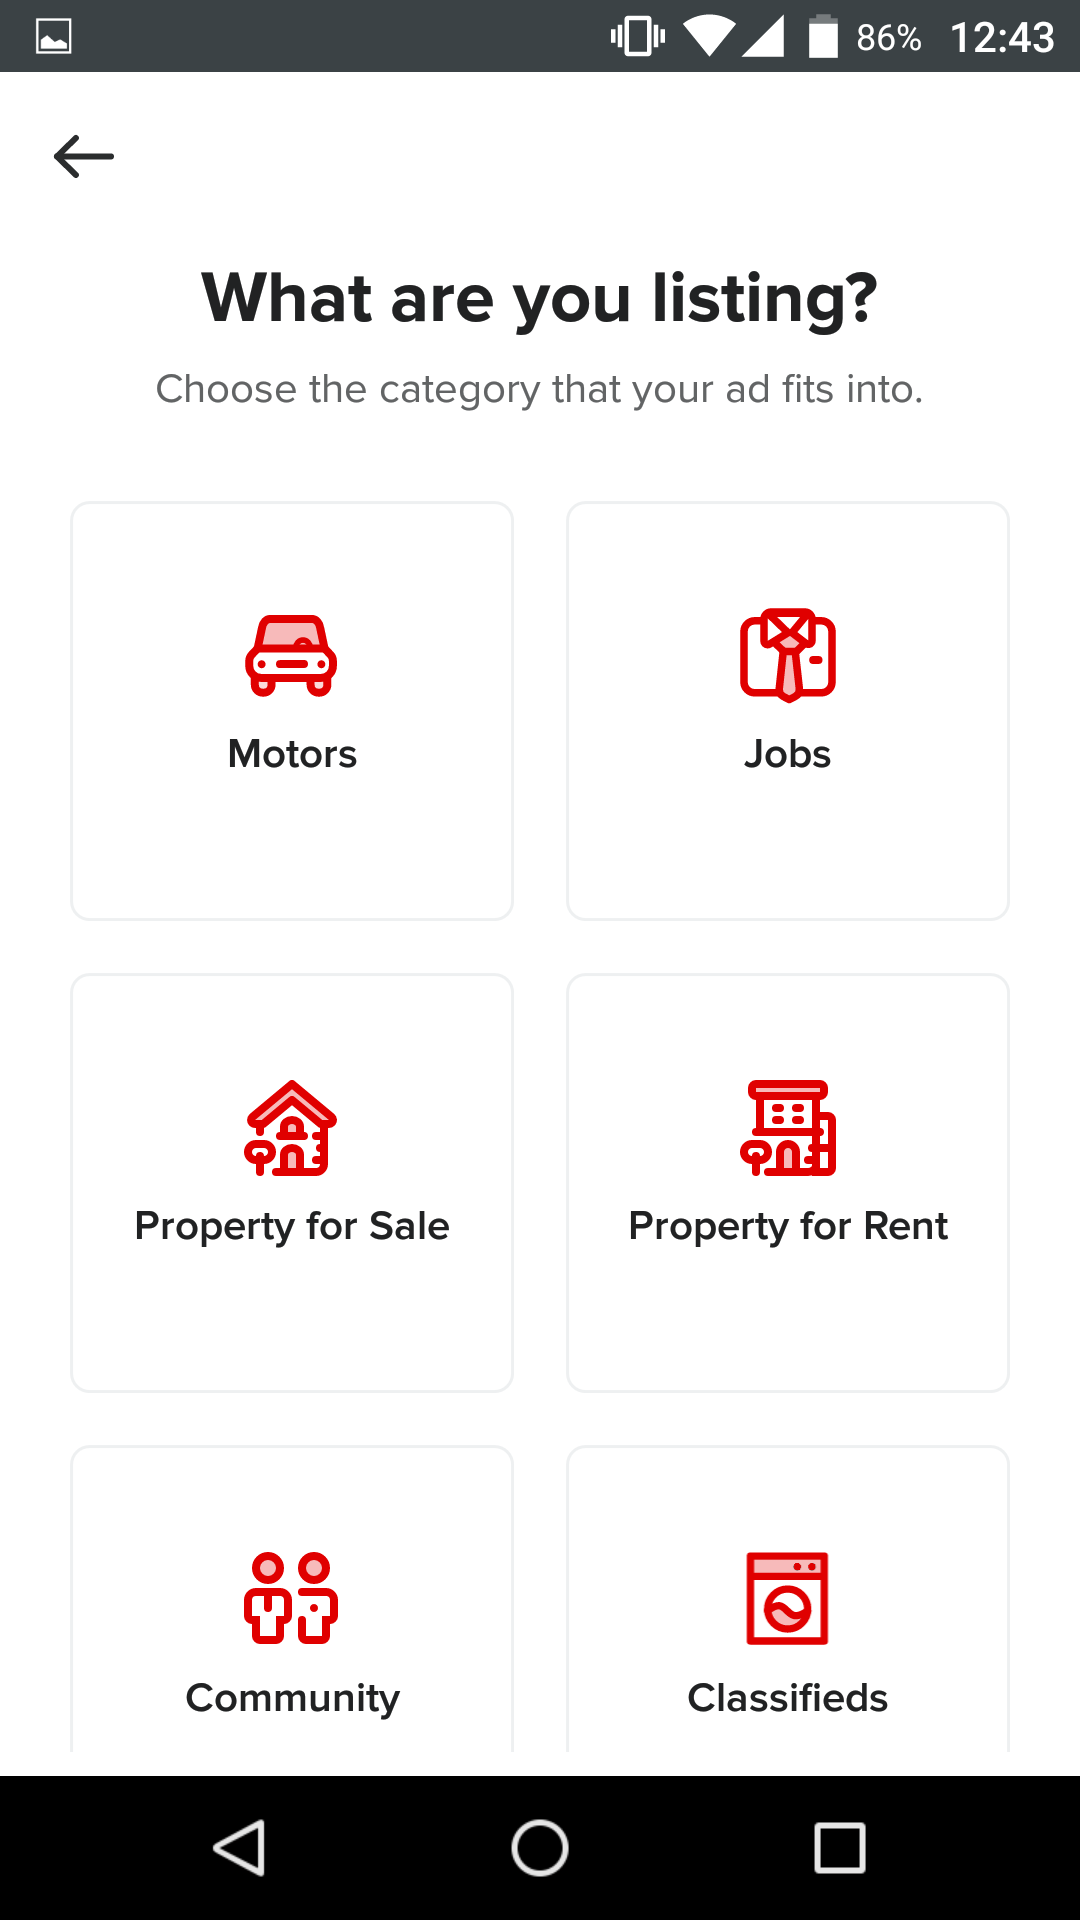 86% 12:43
What are you listing?
Choose the category that your ad fits into.
Motors
Jobs
Property for Sale
Property for Rent
Community
Classifieds